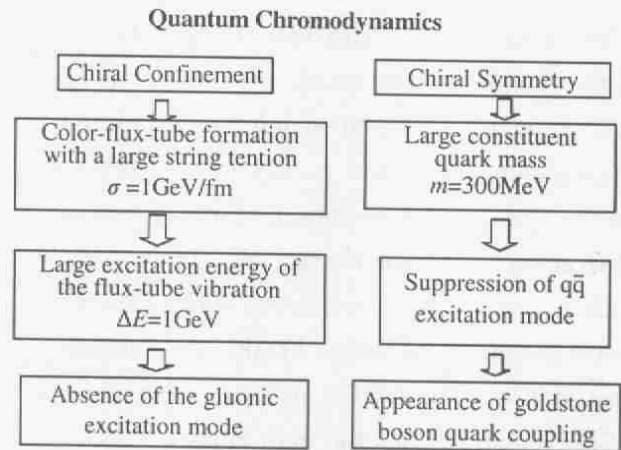 Quantum Chromodynamics
Chiral Confinement
Color-flux-tube formation
with a large string tention
σ =1GeV/fm
Large excitation energy of
the flux-tube vibration
ΔE=1GeV
Absence of the gluonic
excitation mode
Chiral Symmetry
Large constituent
quark mass
m=300MeV
Suppression of qq̄
excitation mode
Appearance of goldstone
boson quark coupling